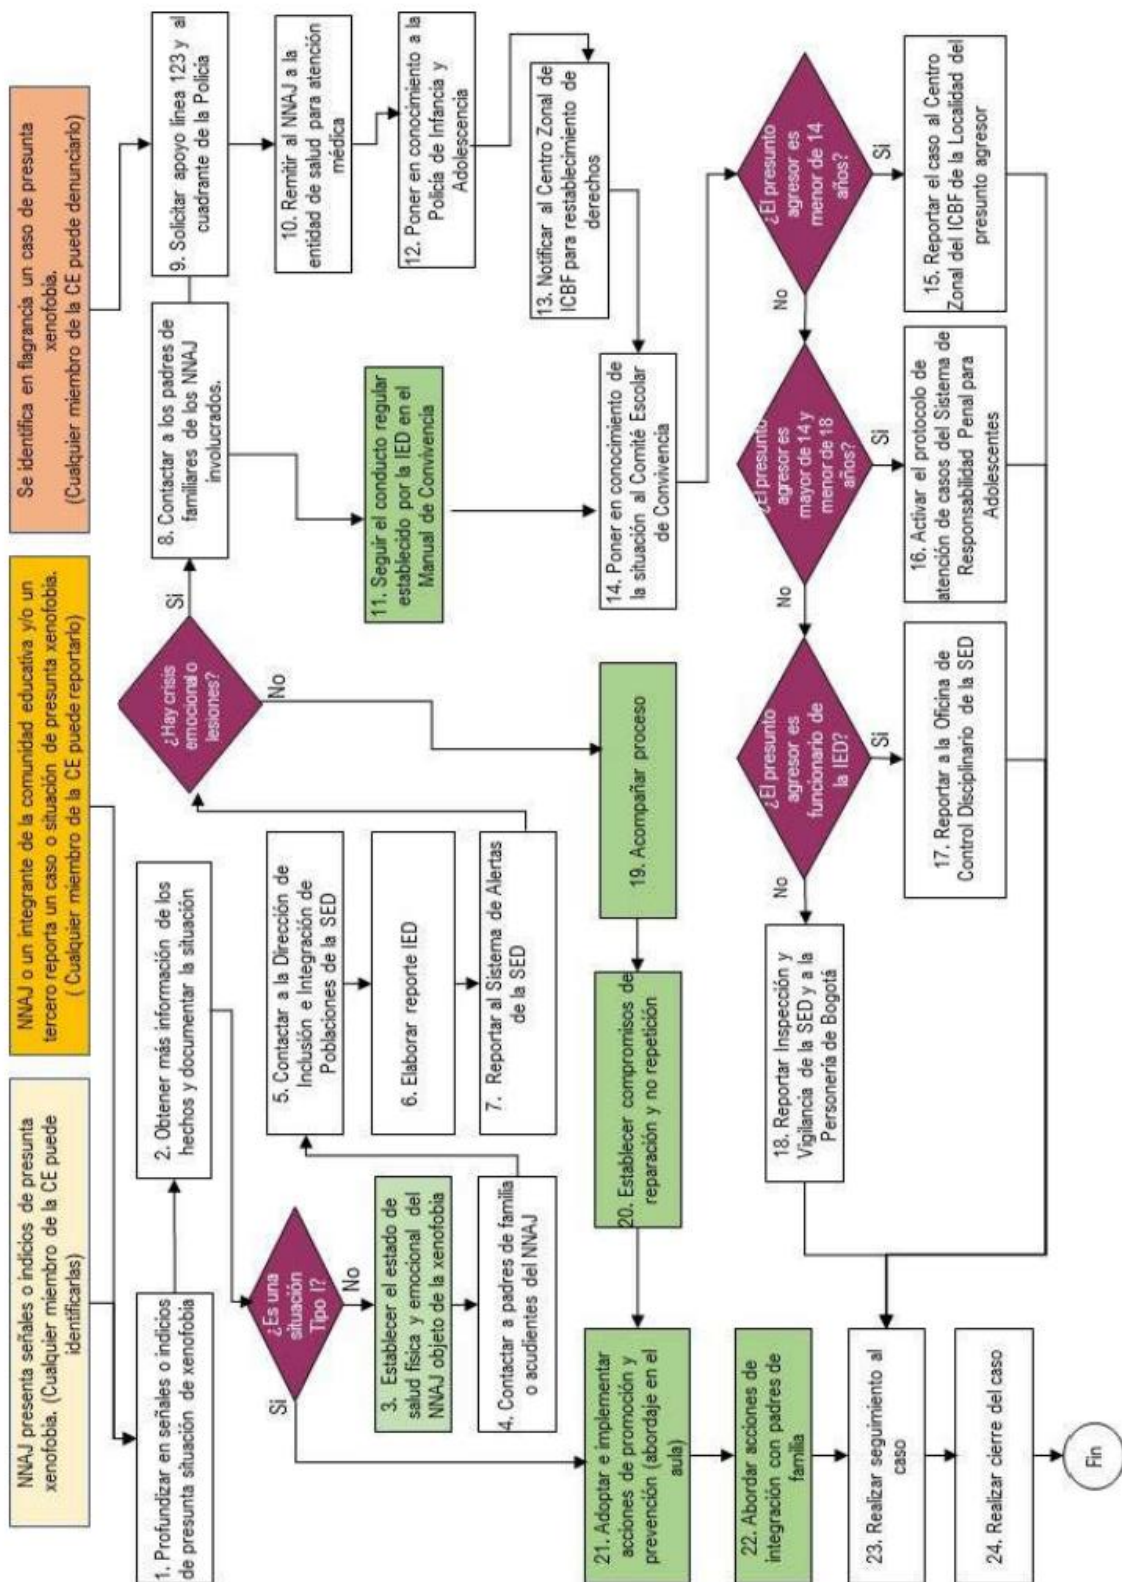 NNAJ presenta señales o indicios de presunta
xenofobia. (Cualquier miembro de la CE puede
identificarlas)
NNAJ o un integrante de la comunidad educativa y/o un
tercero reporta un caso o situación de presunta xenofobia.
( Cualquier miembro de la CE puede reportarlo)
Se identifica en flagrancia un caso de presunta
xenofobia.
(Cualquier miembro de la CE puede denunciarlo)
1. Profundizar en señales o indicios
de presunta situación de xenofobia
2. Obtener más información de los
hechos y documentar la situación
¿Es una
situación
Tipo I?
Si
No
3. Establecer el estado de
salud física y emocional del
NNAJ objeto de la xenofobia
4. Contactar a padres de familia
o acudientes del NNAJ
5. Contactar a la Dirección de
Inclusión e Integración de
Poblaciones de la SED
6. Elaborar reporte IED
7. Reportar al Sistema de Alertas
de la SED
¿Hay crisis
emocional o
lesiones?
Si
No
8. Contactar a los padres de
familiares de los NNAJ
involucrados.
9. Solicitar apoyo línea 123 y al
cuadrante de la Policía
10. Remitir al NNAJ a la
entidad de salud para atención
médica
11. Seguir el conducto regular
establecido por la IED en el
Manual de Convivencia
12. Poner en conocimiento a la
Policía de Infancia y
Adolescencia
13. Notificar al Centro Zonal de
ICBF para restablecimiento de
derechos
14. Poner en conocimiento de
la situación al Comité Escolar
de Convivencia
¿El presunto
agresor es
menor de 14
años?
Si
No
15. Reportar el caso al Centro
Zonal del ICBF de la Localidad del
presunto agresor
¿El presunto
agresor es
mayor de 14 y
menor de 18
años?
Si
No
16. Activar el protocolo de
atención de casos del Sistema de
Responsabilidad Penal para
Adolescentes
¿El presunto
agresor es
funcionario de
la IED?
Si
No
17. Reportar a la Oficina de
Control Disciplinario de la SED
18. Reportar Inspección y
Vigilancia de la SED y a la
Personería de Bogotá
19. Acompañar proceso
20. Establecer compromisos de
reparación y no repetición
21. Adoptar e implementar
acciones de promoción y
prevención (abordaje en el
aula)
22. Abordar acciones de
integración con padres de
familia
23. Realizar seguimiento al
caso
24. Realizar cierre del caso
Fin